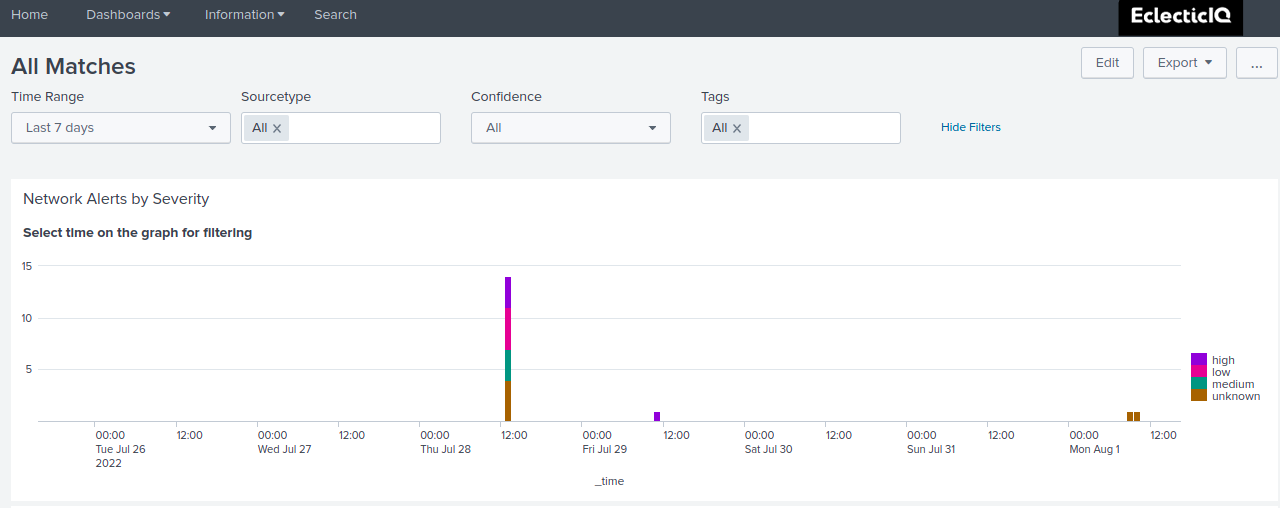 Home Dashboards Information Search EclecticIQ
All Matches Edit Export ...
Time Range Sourcetype Confidence Tags
Last 7 days All × All All × Hide Filters
Network Alerts by Severity
Select time on the graph for filtering
15
10
5
high
low
medium
unknown
00:00 12:00 00:00 12:00 00:00 12:00 00:00 12:00 00:00 12:00 00:00 12:00 00:00 12:00
Tue Jul 26 Wed Jul 27 Thu Jul 28 Fri Jul 29 Sat Jul 30 Sun Jul 31 Mon Aug 1
2022
_time